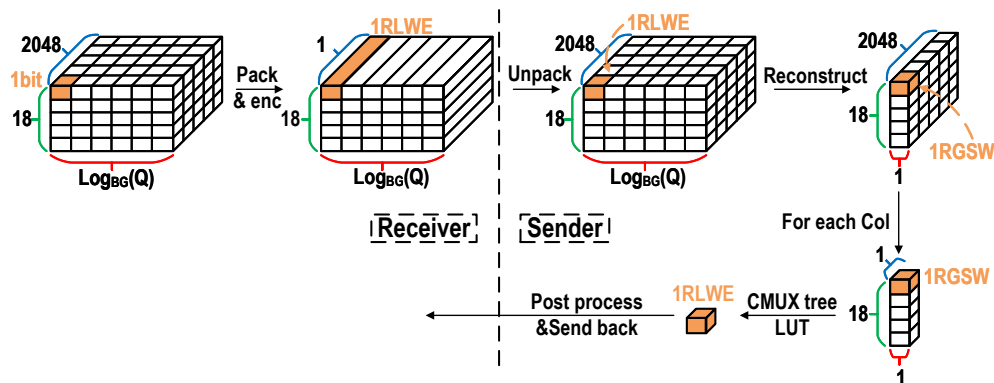 2048
1bit
18
Log_BG(Q)
Pack
& enc
1
18
Log_BG(Q)
Unpack
1RLWE
2048
18
Log_BG(Q)
Reconstruct
2048
18
1RGSW
1
Receiver
Sender
For each Col
1
1RGSW
18
1
CMUX tree
LUT
1RLWE
Post process
&Send back
1RLWE